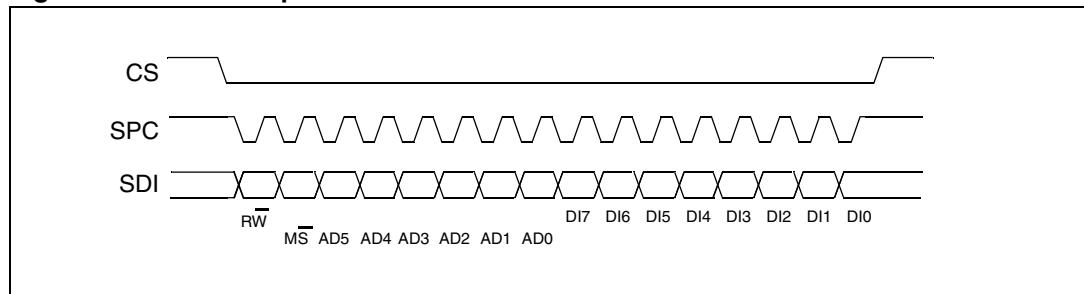 CS
SPC
SDI
RW̅ DI7 DI6 DI5 DI4 DI3 DI2 DI1 DI0
MS̅ AD5 AD4 AD3 AD2 AD1 AD0